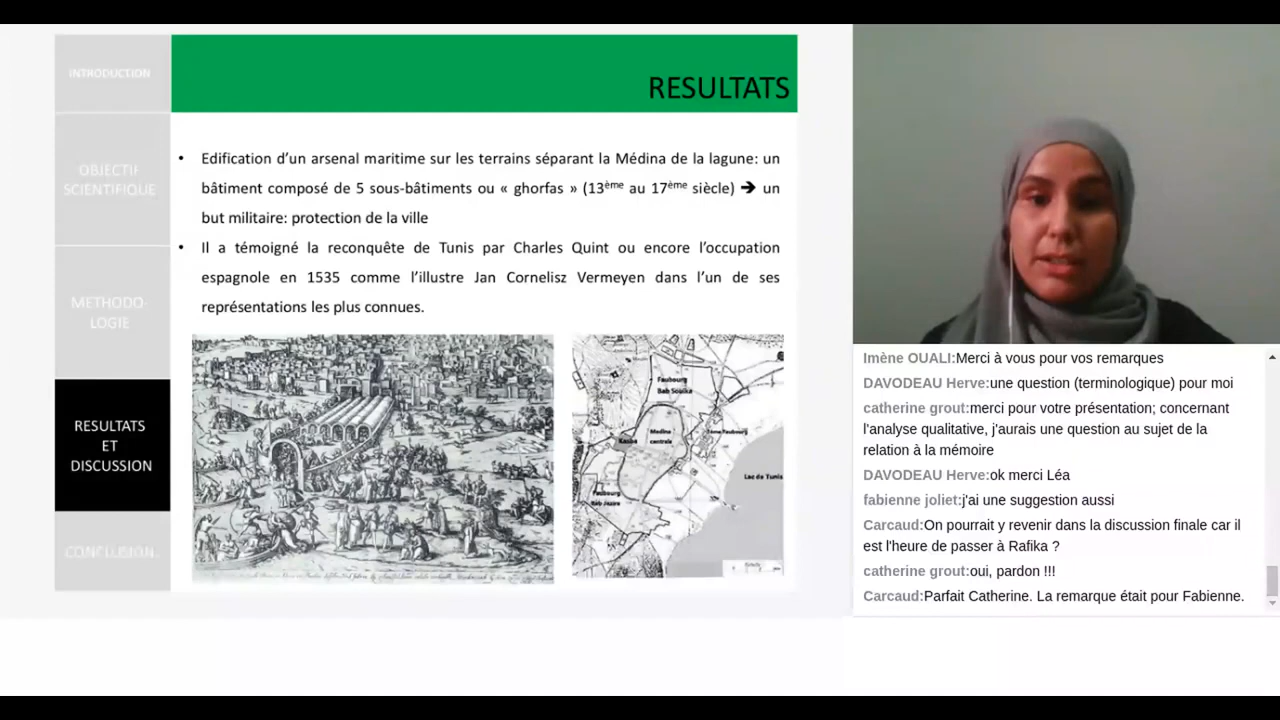 INTRODUCTION
OBJECTIF
SCIENTIFIQUE
METHODO-
LOGIE
RESULTATS
ET
DISCUSSION
CONCLUSION
RESULTATS
• Edification d'un arsenal maritime sur les terrains séparant la Médina de la lagune: un
bâtiment composé de 5 sous-bâtiments ou « ghorfas » (13ème au 17ème siècle) ➔ un
but militaire: protection de la ville
• Il a témoigné la reconquête de Tunis par Charles Quint ou encore l'occupation
espagnole en 1535 comme l'illustre Jan Cornelisz Vermeyen dans l'un de ses
représentations les plus connues.
Faubourg
Bab Souika
Médina
centrale
Kasba
Lac de Tunis
Faubourg
Imène OUALI:Merci à vous pour vos remarques
DAVODEAU Herve:une question (terminologique) pour moi
catherine grout:merci pour votre présentation; concernant
l'analyse qualitative, j'aurais une question au sujet de la
relation à la mémoire
DAVODEAU Herve:ok merci Léa
fabienne joliet:j'ai une suggestion aussi
Carcaud:On pourrait y revenir dans la discussion finale car il
est l'heure de passer à Rafika ?
catherine grout:oui, pardon !!!
Carcaud:Parfait Catherine. La remarque était pour Fabienne.